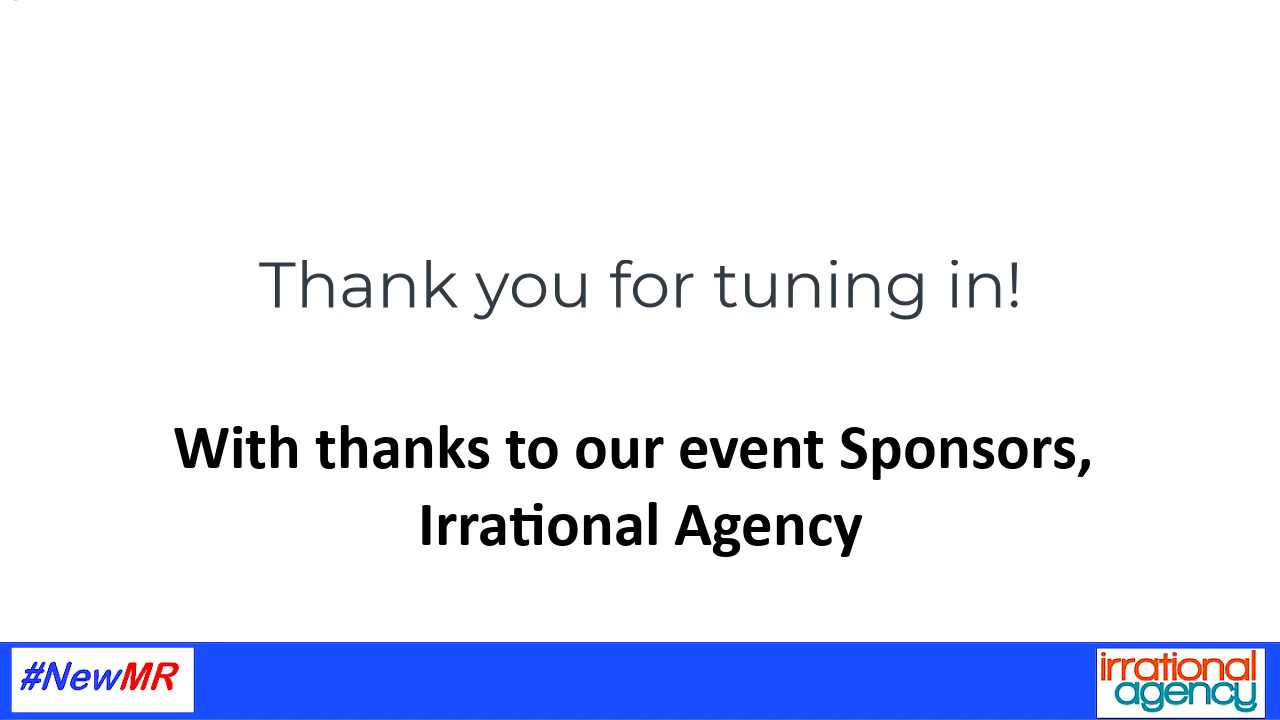 Thank you for tuning in!
With thanks to our event Sponsors,
Irrational Agency
#NewMR
irrational
agency